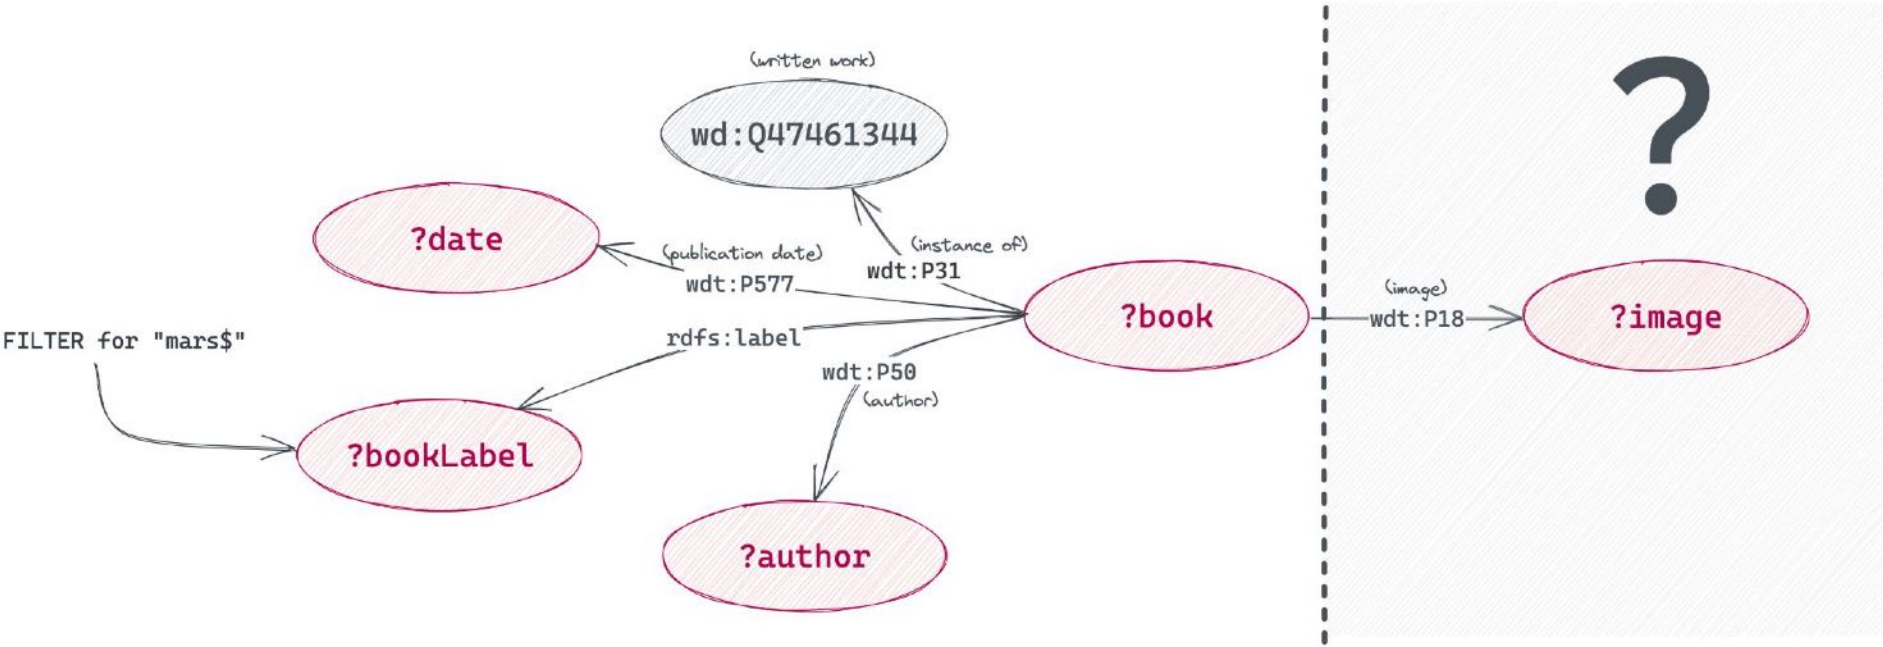 (written work)
wd:Q47461344
?date
(publication date)
wdt:P577
(instance of)
wdt:P31
?book
(image)
wdt:P18
?
?image
FILTER for "mars$"
rdfs:label
?bookLabel
wdt:P50
(author)
?author